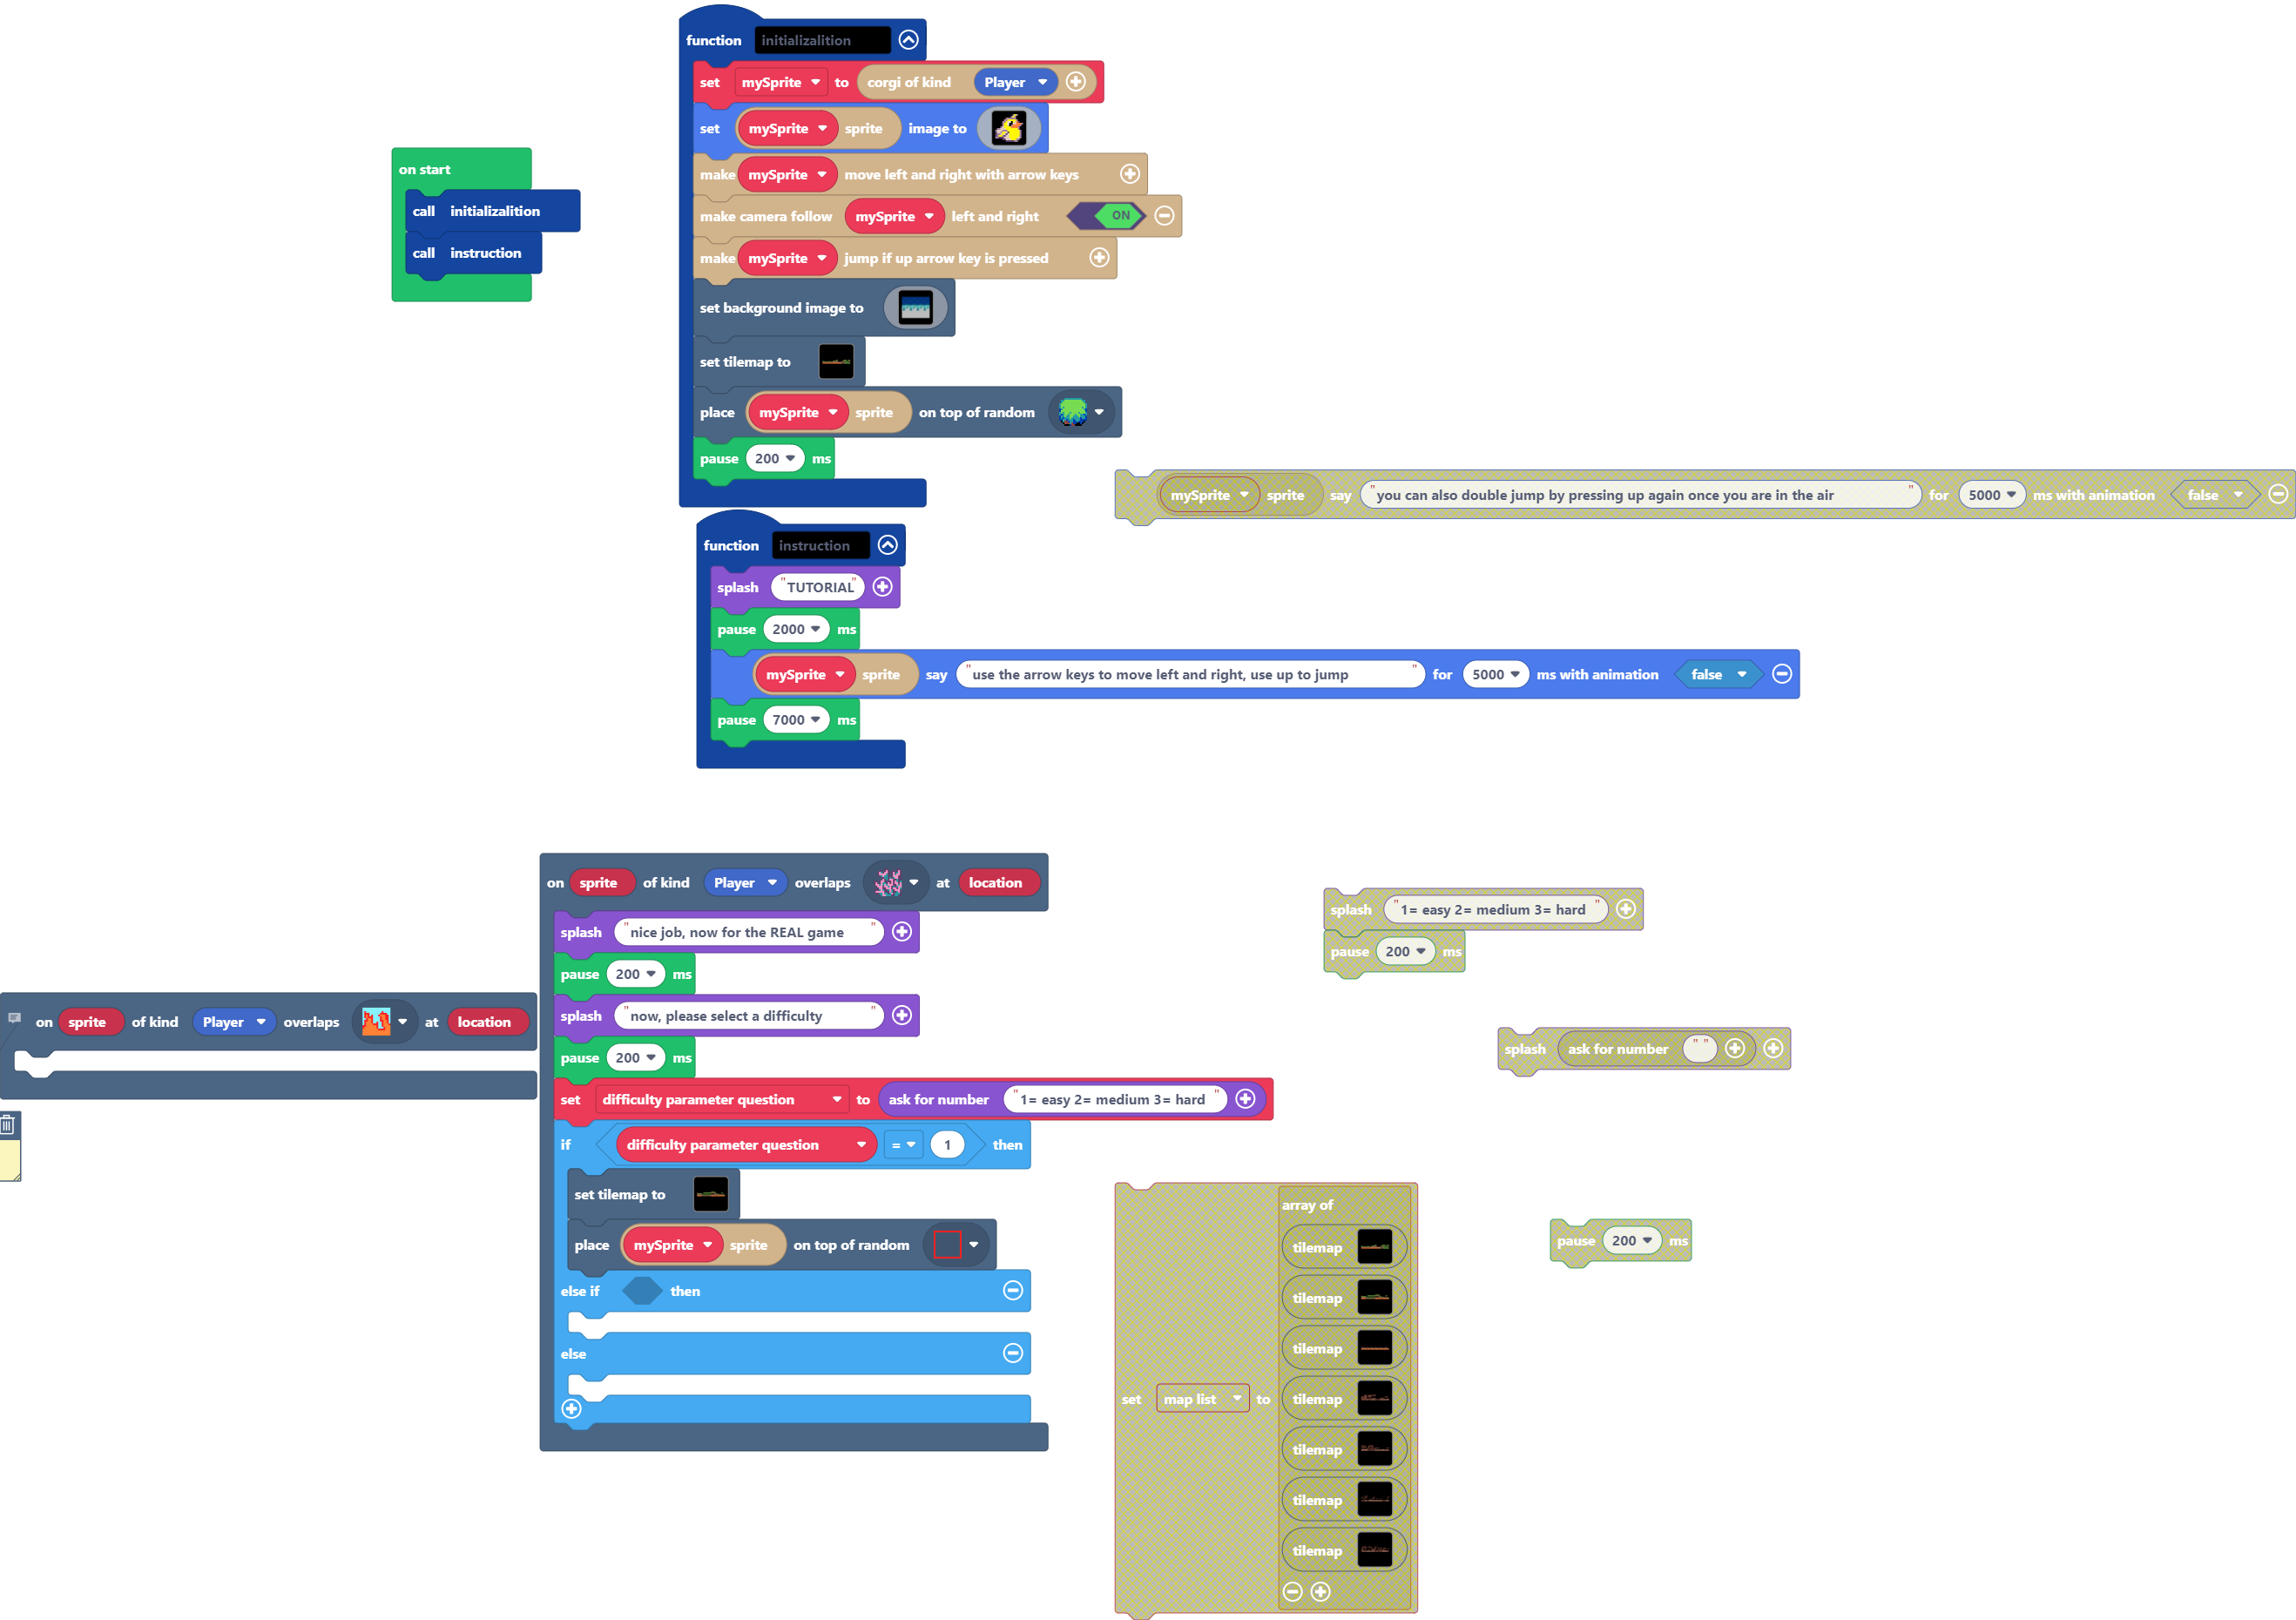 function initializalition
set mySprite to corgi of kind Player
set mySprite sprite image to
on start
make mySprite move left and right with arrow keys
call initializalition
make camera follow mySprite left and right ON
call instruction
make mySprite jump if up arrow key is pressed
set background image to
set tilemap to
place mySprite sprite on top of random
pause 200 ms
mySprite sprite say "you can also double jump by pressing up again once you are in the air" for 5000 ms with animation false
function instruction
splash "TUTORIAL"
pause 2000 ms
mySprite sprite say "use the arrow keys to move left and right, use up to jump" for 5000 ms with animation false
pause 7000 ms
on sprite of kind Player overlaps at location
splash "nice job, now for the REAL game"
pause 200 ms
splash "now, please select a difficulty"
pause 200 ms
set difficulty parameter question to ask for number "1= easy 2= medium 3= hard"
if difficulty parameter question = 1 then
set tilemap to
place mySprite sprite on top of random
else if then
else
on sprite of kind Player overlaps at location
splash "1= easy 2= medium 3= hard"
pause 200 ms
splash ask for number " "
pause 200 ms
set map list to array of
tilemap
tilemap
tilemap
tilemap
tilemap
tilemap
tilemap